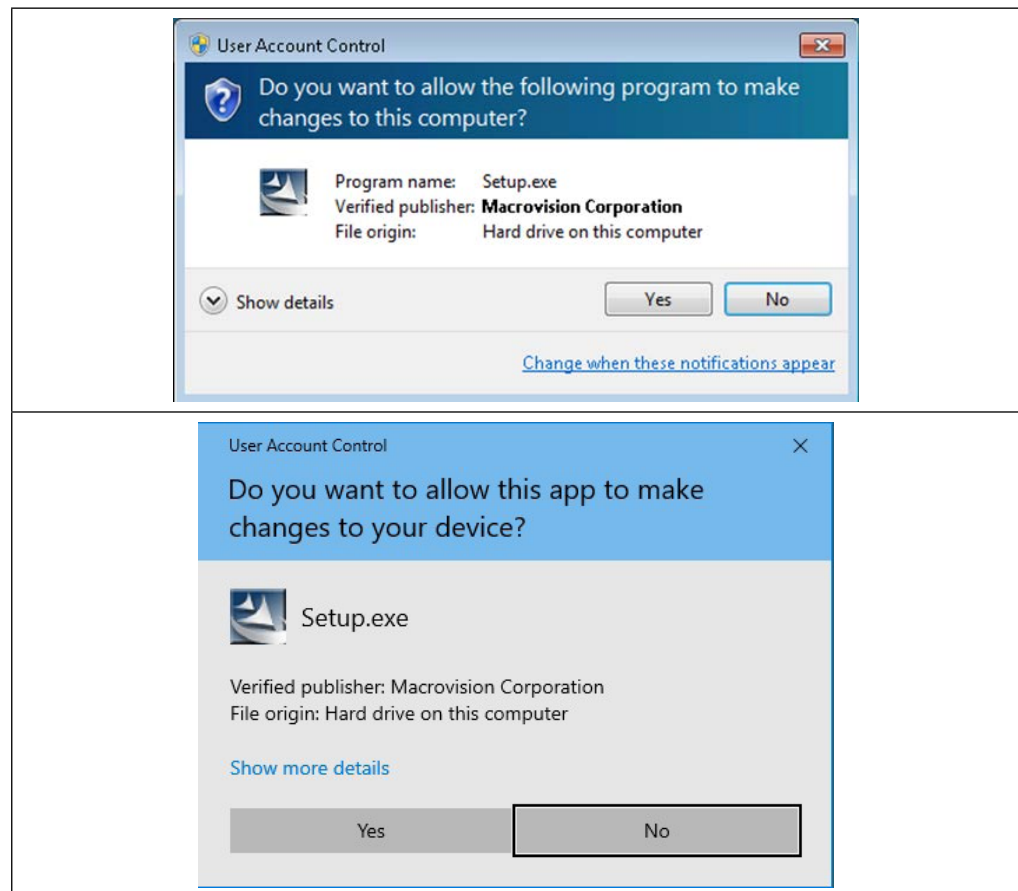 User Account Control
Do you want to allow the following program to make
changes to this computer?
Program name: Setup.exe
Verified publisher: Macrovision Corporation
File origin: Hard drive on this computer
Show details
Yes
No
Change when these notifications appear
User Account Control
Do you want to allow this app to make
changes to your device?
Setup.exe
Verified publisher: Macrovision Corporation
File origin: Hard drive on this computer
Show more details
Yes
No